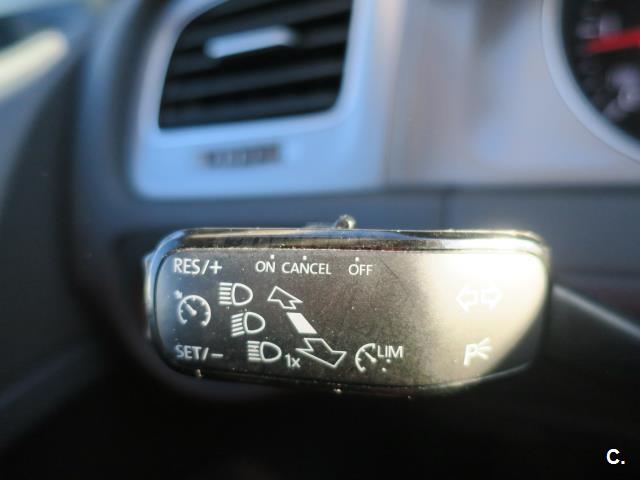 RES/+ ON CANCEL OFF
SET/- 1x LIM
P
C.